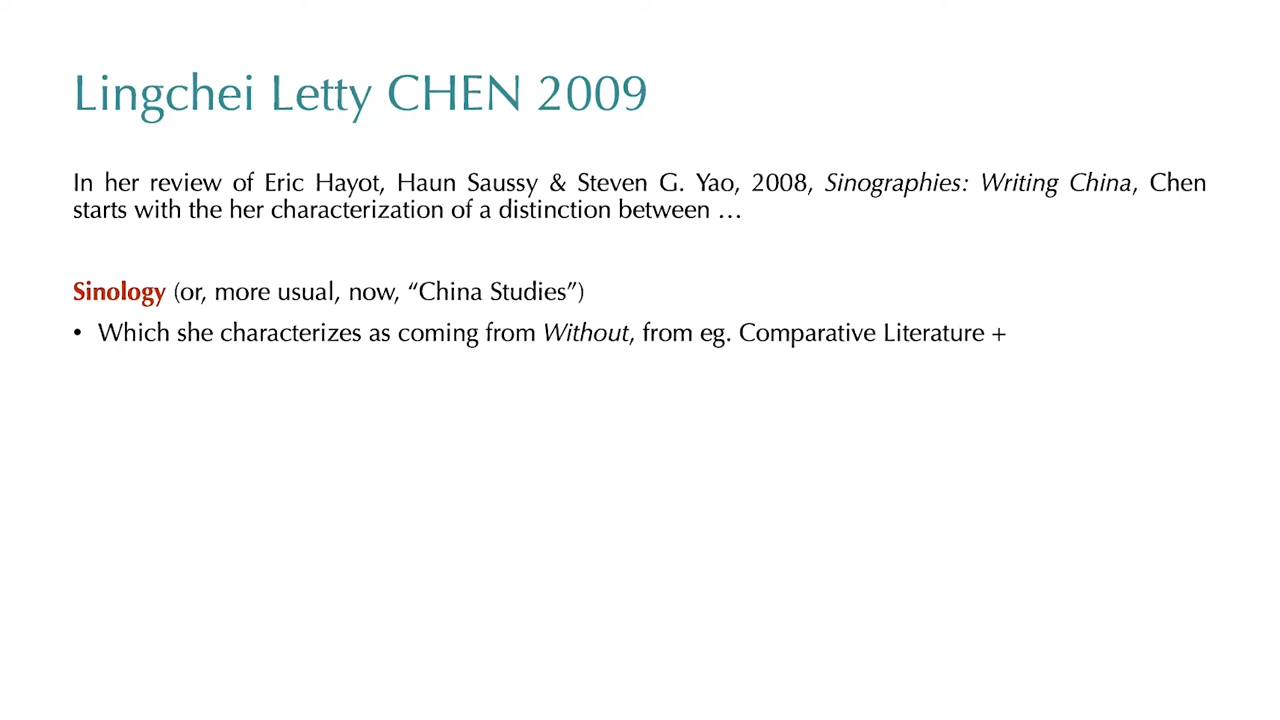 Lingchei Letty CHEN 2009
In her review of Eric Hayot, Haun Saussy & Steven G. Yao, 2008, Sinographies: Writing China, Chen
starts with the her characterization of a distinction between …
Sinology (or, more usual, now, “China Studies”)
• Which she characterizes as coming from Without, from eg. Comparative Literature +